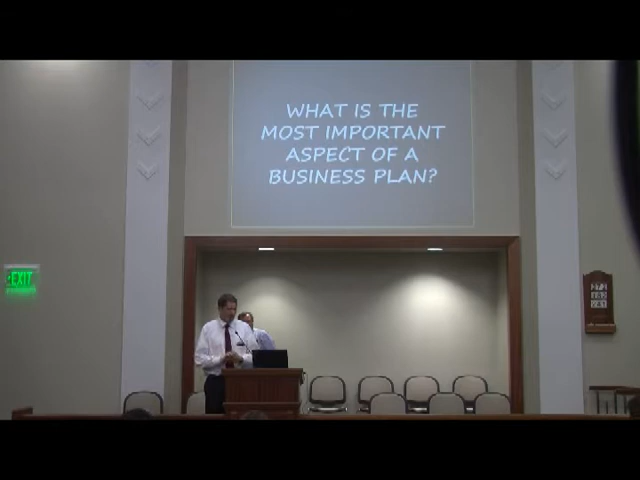 WHAT IS THE
MOST IMPORTANT
ASPECT OF A
BUSINESS PLAN?
EXIT